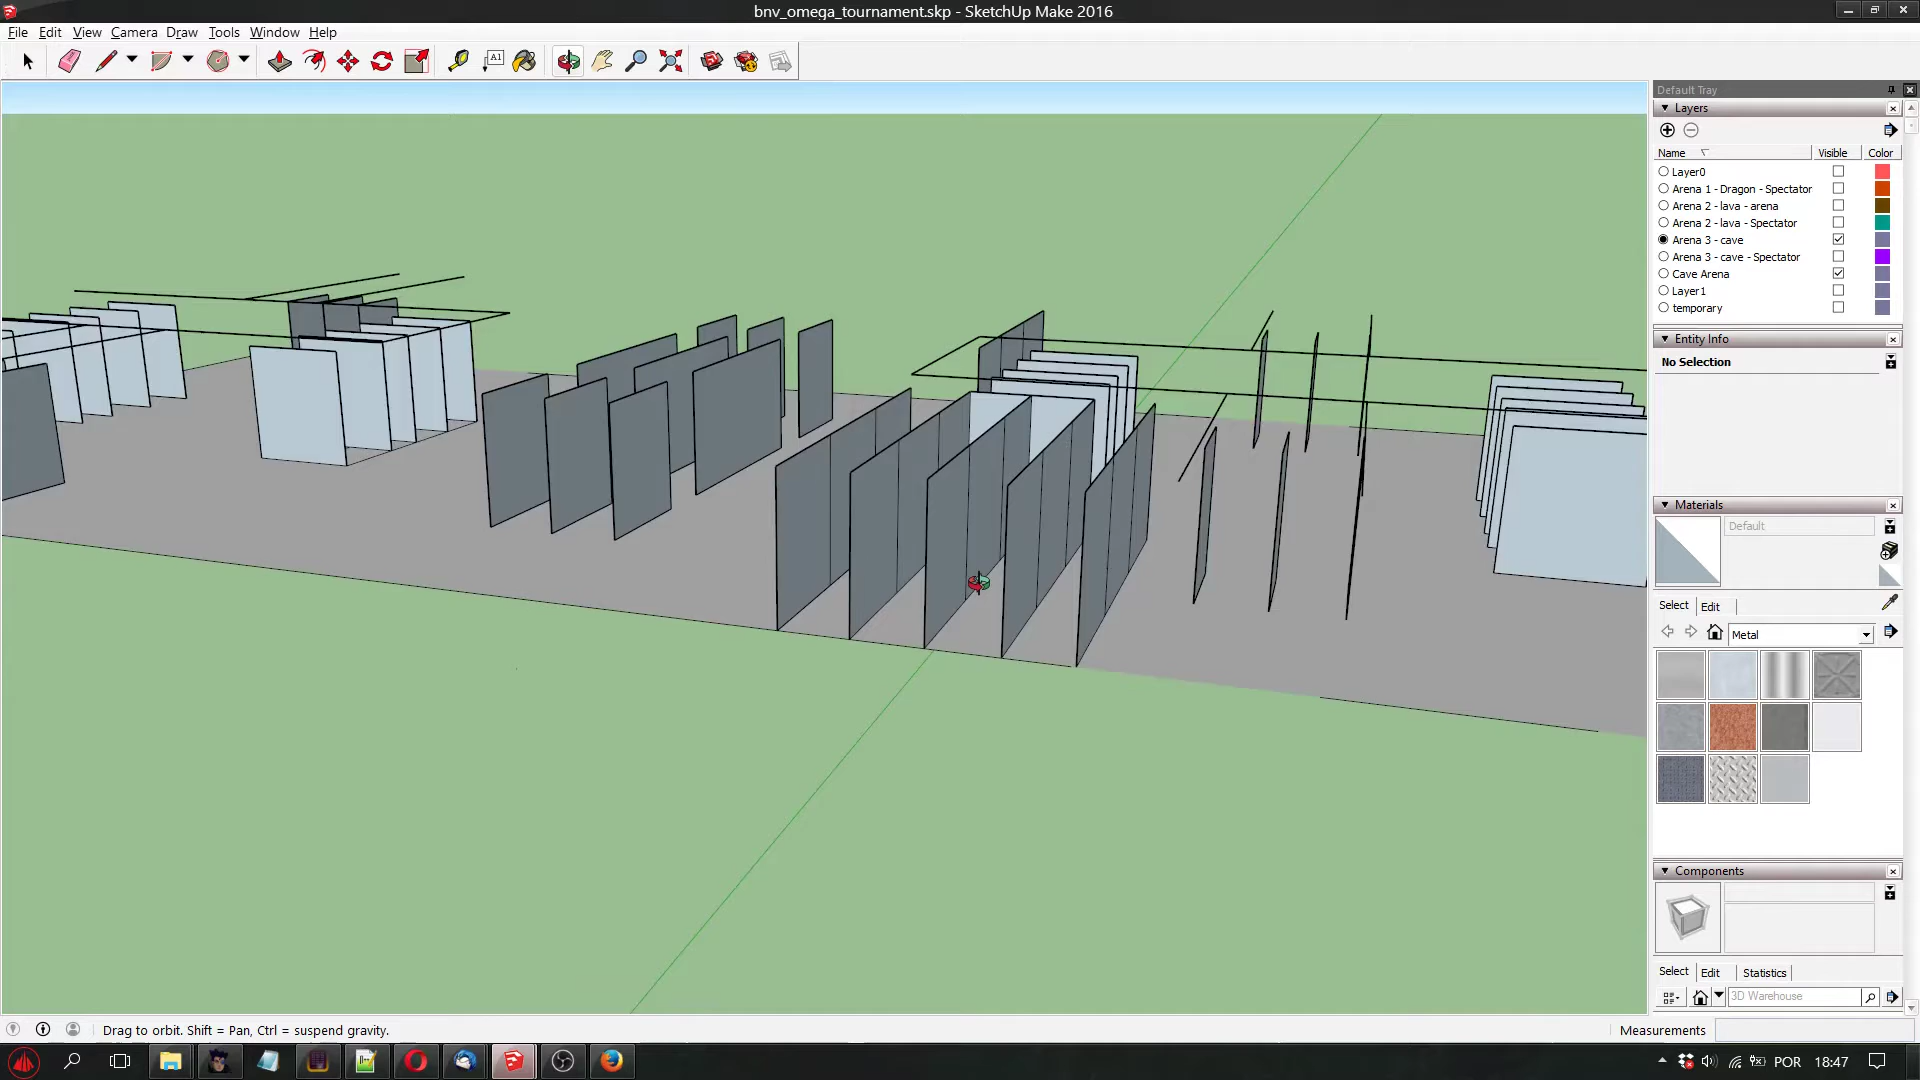 bnv_omega_tournament.skp - SketchUp Make 2016
File Edit View Camera Draw Tools Window Help
A1
Default Tray
Layers
Name Visible Color
Layer0
Arena 1 - Dragon - Spectator
Arena 2 - lava - arena
Arena 2 - lava - Spectator
Arena 3 - cave
Arena 3 - cave - Spectator
Cave Arena
Layer1
temporary
Entity Info
No Selection
Materials
Default
Select Edit
Metal
Components
Select Edit Statistics
3D Warehouse
Drag to orbit. Shift = Pan, Ctrl = suspend gravity.
Measurements
POR 18:47